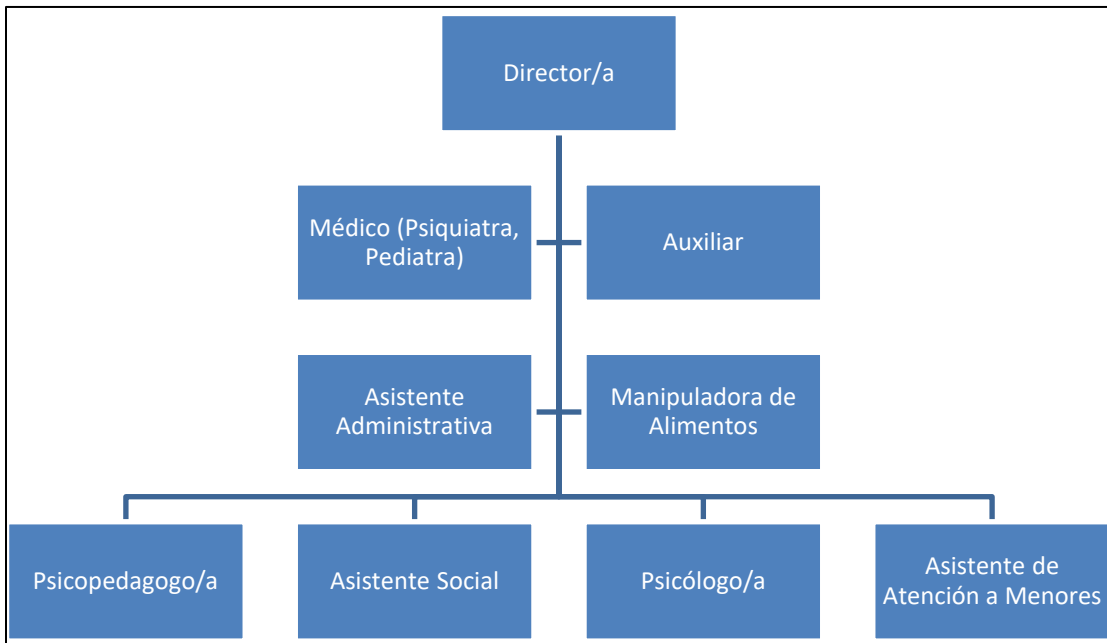 Director/a
Médico (Psiquiatra,
Pediatra)
Auxiliar
Asistente
Administrativa
Manipuladora de
Alimentos
Psicopedagogo/a
Asistente Social
Psicólogo/a
Asistente de
Atención a Menores